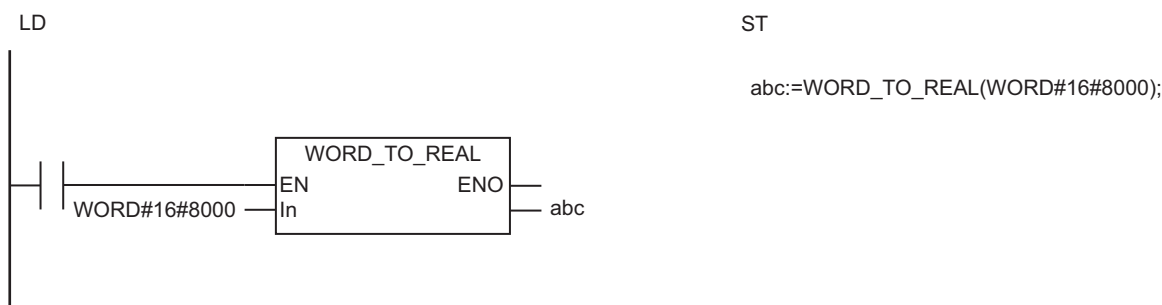 LD
WORD_TO_REAL
EN ENO
WORD#16#8000 In abc
ST
abc:=WORD_TO_REAL(WORD#16#8000);